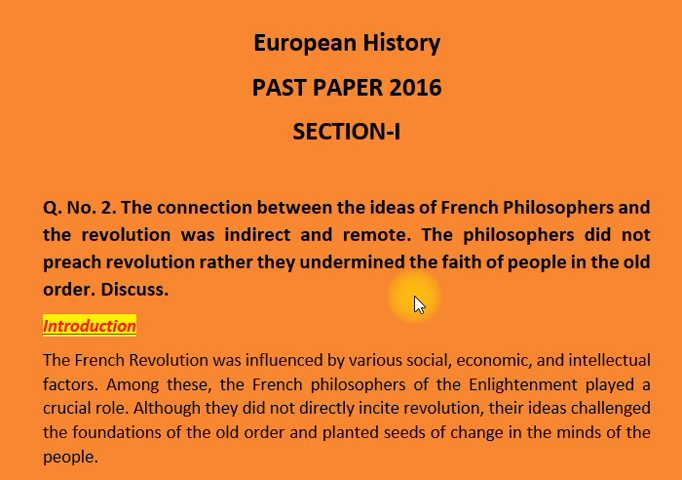 European History
PAST PAPER 2016
SECTION-I
Q. No. 2. The connection between the ideas of French Philosophers and
the revolution was indirect and remote. The philosophers did not
preach revolution rather they undermined the faith of people in the old
order. Discuss.
Introduction
The French Revolution was influenced by various social, economic, and intellectual
factors. Among these, the French philosophers of the Enlightenment played a
crucial role. Although they did not directly incite revolution, their ideas challenged
the foundations of the old order and planted seeds of change in the minds of the
people.